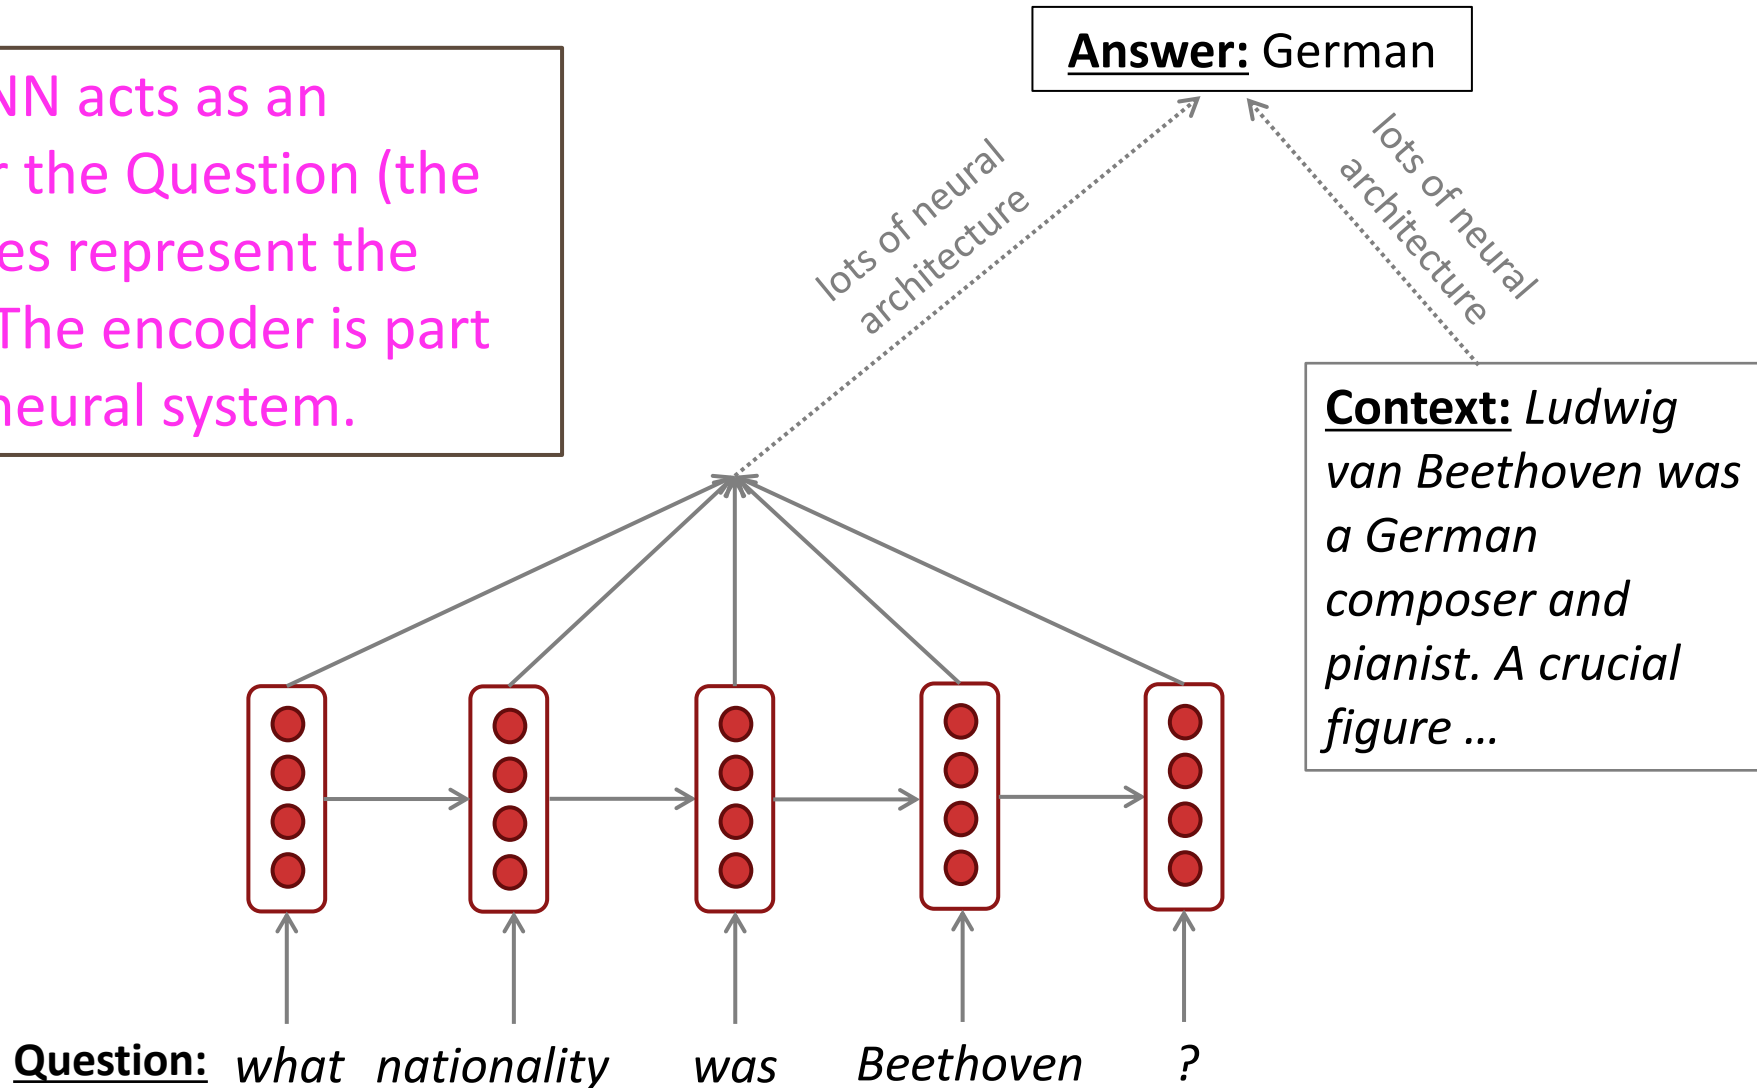 Answer: German
NN acts as an
r the Question (the
es represent the
The encoder is part
neural system.
lots of neural
architecture
lots of neural
architecture
Context: Ludwig
van Beethoven was
a German
composer and
pianist. A crucial
figure …
Question: what nationality was Beethoven ?